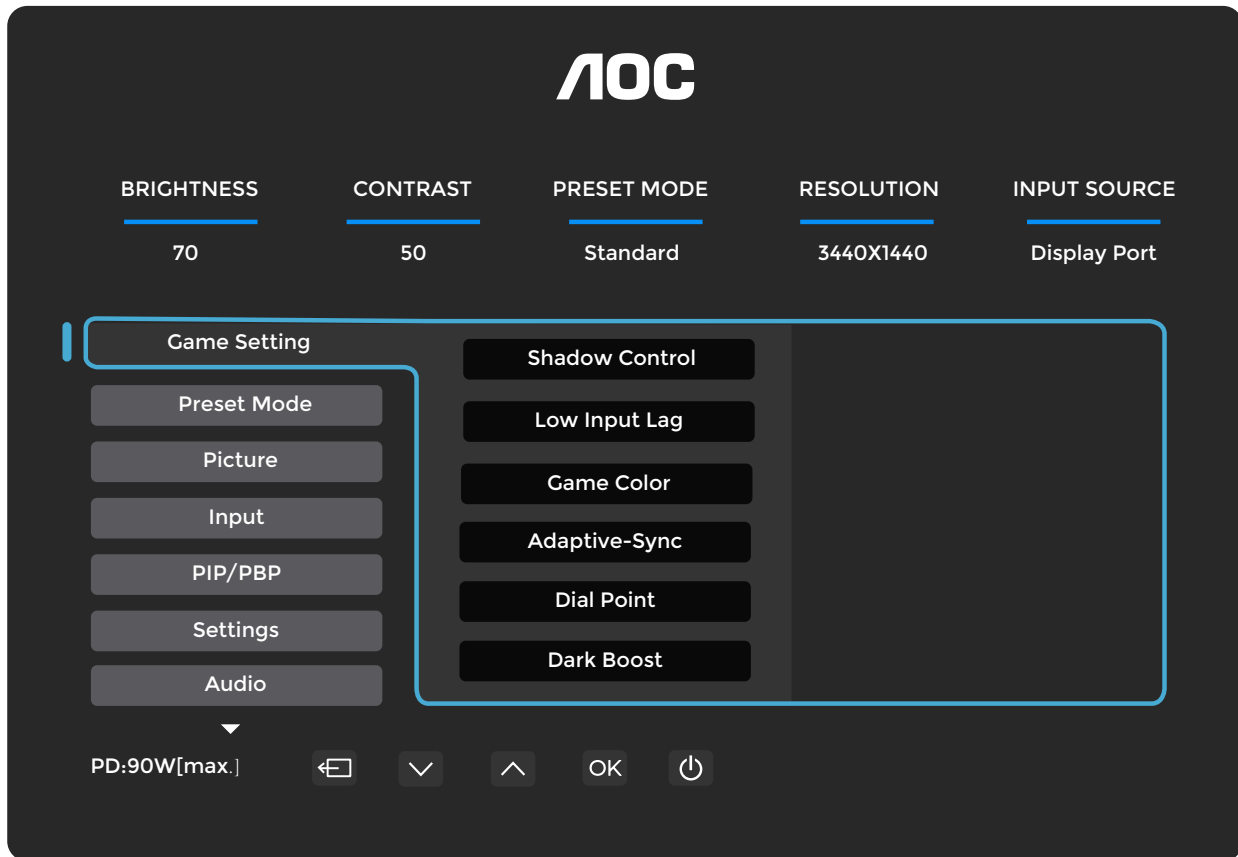 AOC
BRIGHTNESS CONTRAST PRESET MODE RESOLUTION INPUT SOURCE
70 50 Standard 3440X1440 Display Port
Game Setting
Shadow Control
Preset Mode
Low Input Lag
Picture
Game Color
Input
Adaptive-Sync
PIP/PBP
Dial Point
Settings
Dark Boost
Audio
PD:90W[max.]
OK